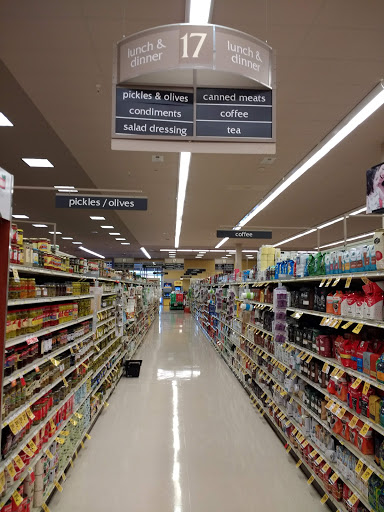 lunch & dinner
17
lunch & dinner
pickles & olives
condiments
salad dressing
canned meats
coffee
tea
pickles / olives
coffee